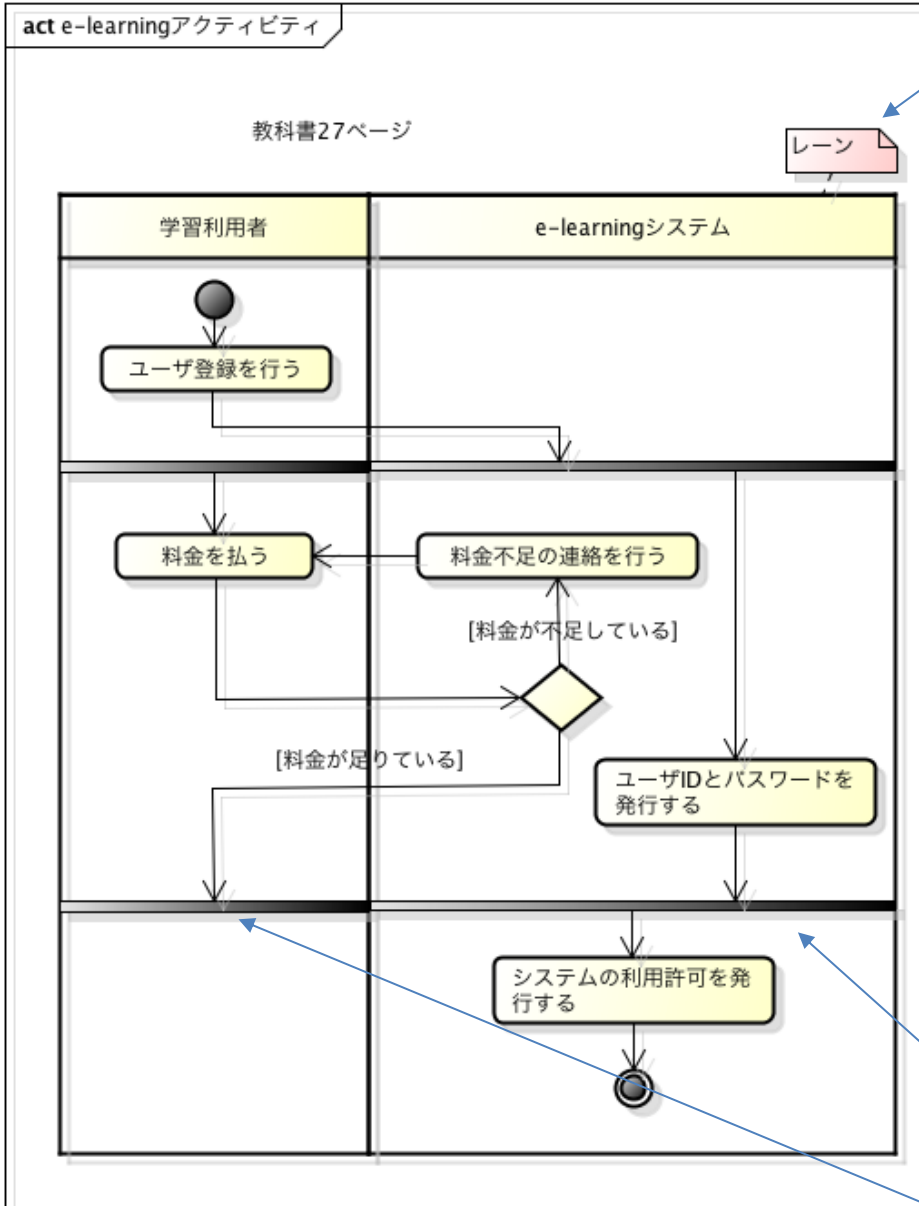 act e-learningアクティビティ
教科書27ページ
レーン
学習利用者
e-learningシステム
ユーザ登録を行う
料金を払う
料金不足の連絡を行う
[料金が不足している]
[料金が足りている]
ユーザIDとパスワードを
発行する
システムの利用許可を発
行する